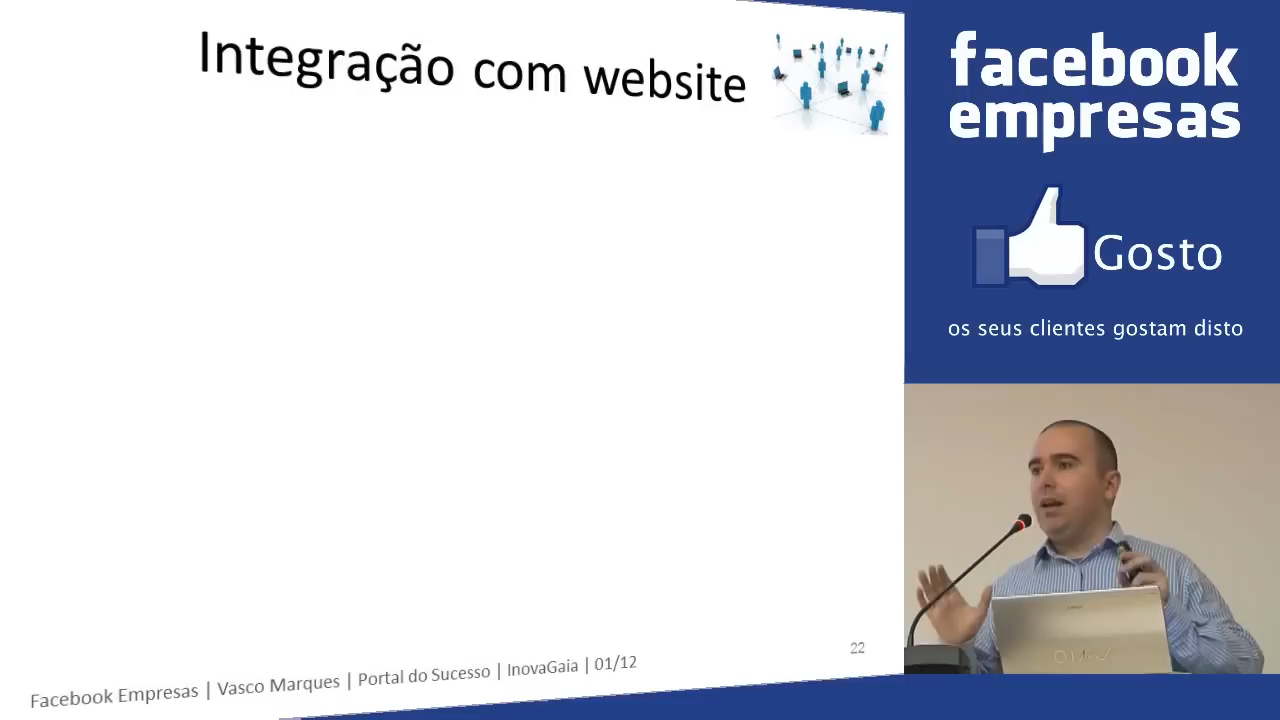 Integração com website
facebook
empresas
Gosto
os seus clientes gostam disto
22
Facebook Empresas | Vasco Marques | Portal do Sucesso | InovaGaia | 01/12
VAIO